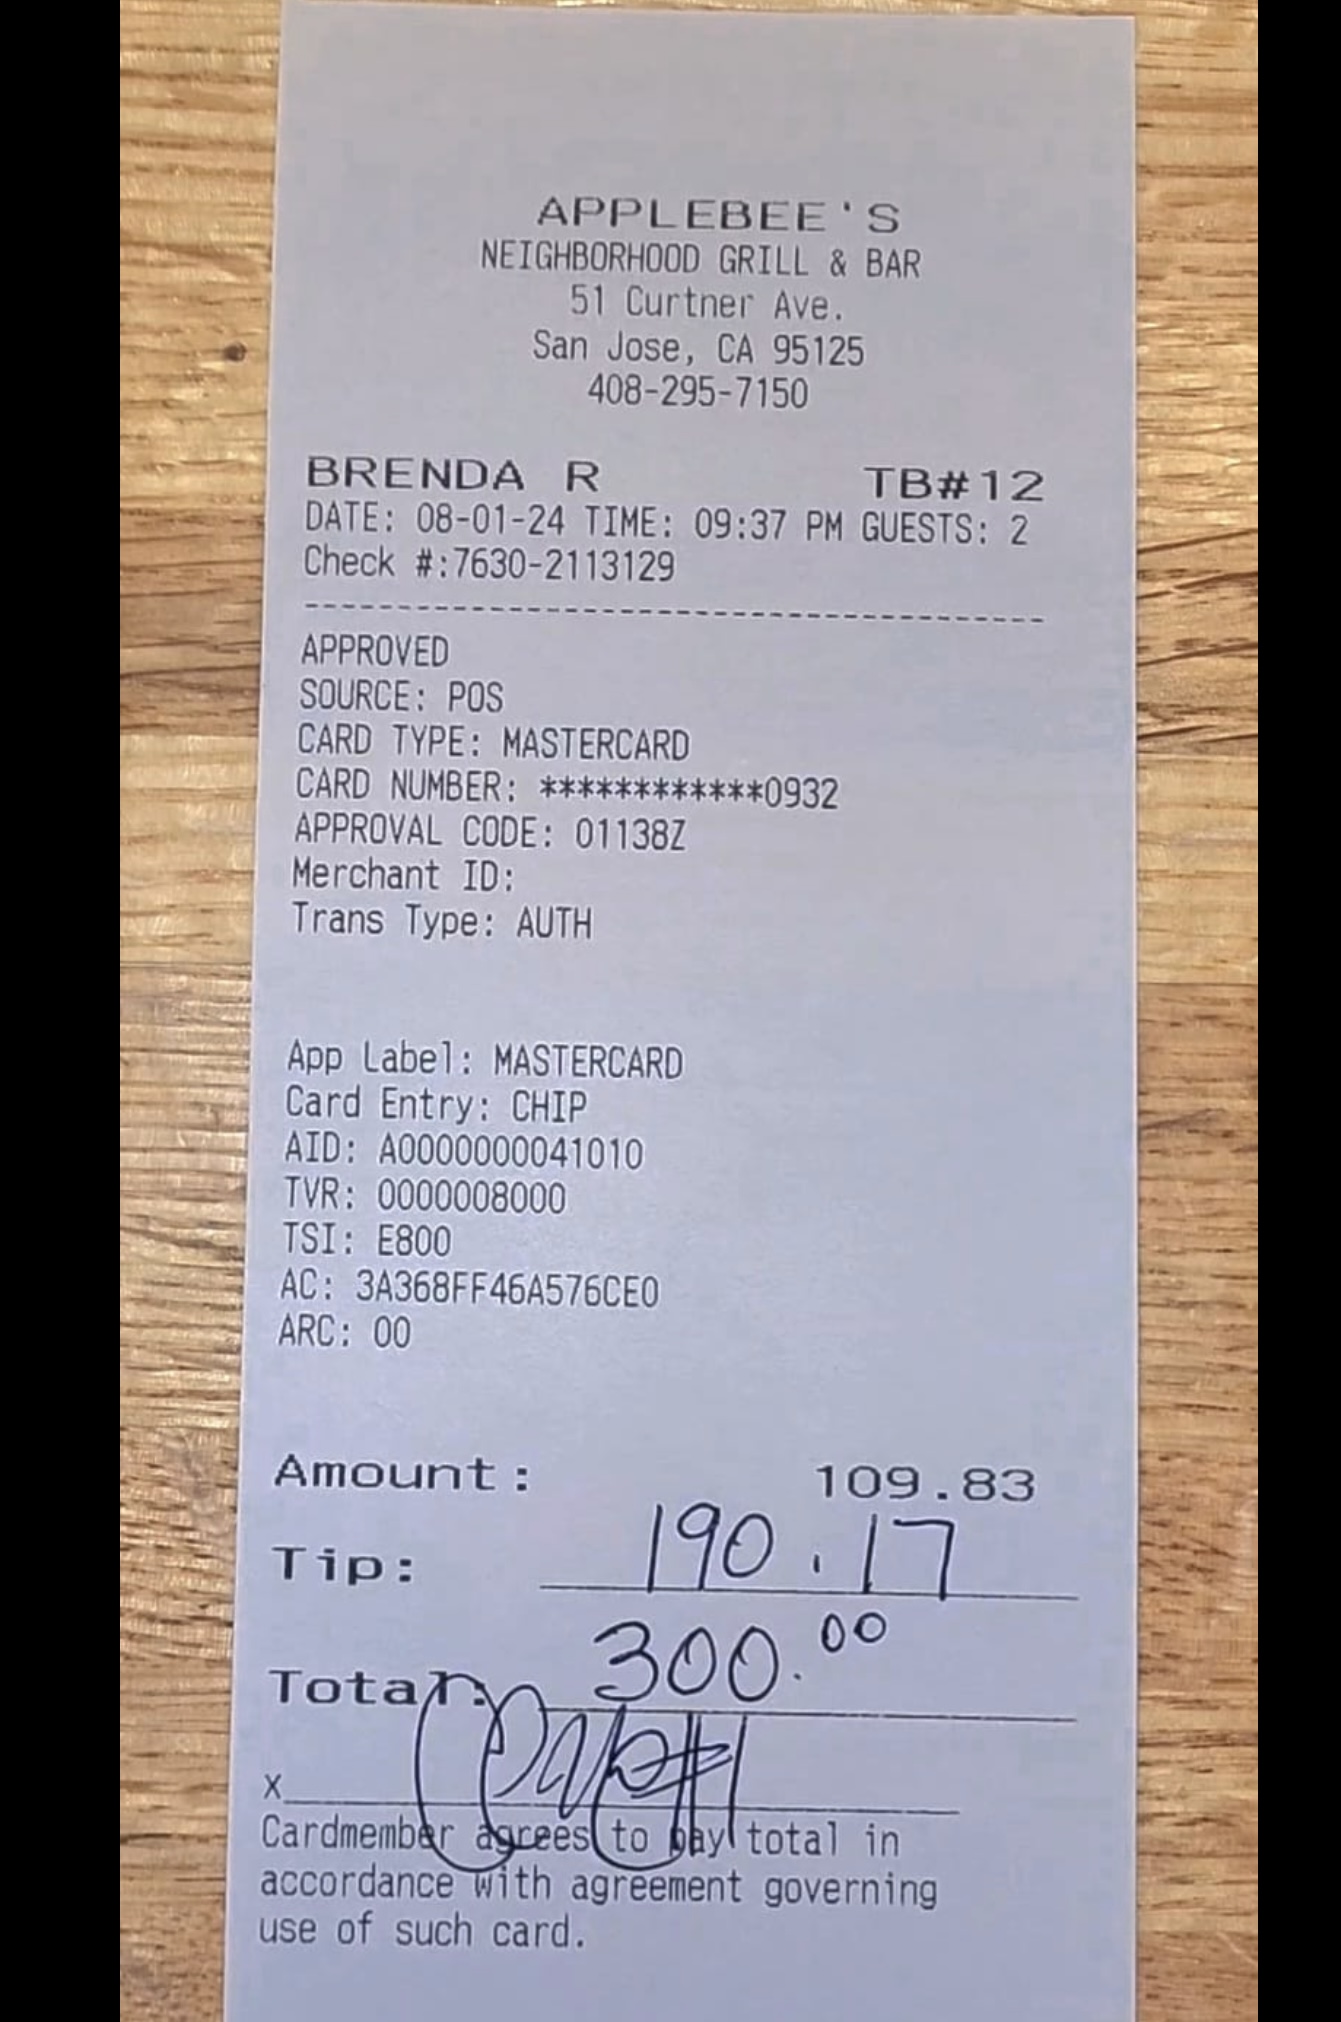 APPLEBEE'S
NEIGHBORHOOD GRILL & BAR
51 Curtner Ave.
San Jose, CA 95125
408-295-7150
BRENDA R TB#12
DATE: 08-01-24 TIME: 09:37 PM GUESTS: 2
Check #:7630-2113129
----------------------------------------
APPROVED
SOURCE: POS
CARD TYPE: MASTERCARD
CARD NUMBER: ************0932
APPROVAL CODE: 01138Z
Merchant ID:
Trans Type: AUTH
App Label: MASTERCARD
Card Entry: CHIP
AID: A0000000041010
TVR: 0000008000
TSI: E800
AC: 3A368FF46A576CE0
ARC: 00
Amount: 109.83
Tip: 190.17
Total: 300.00
X
Cardmember agrees to pay total in
accordance with agreement governing
use of such card.